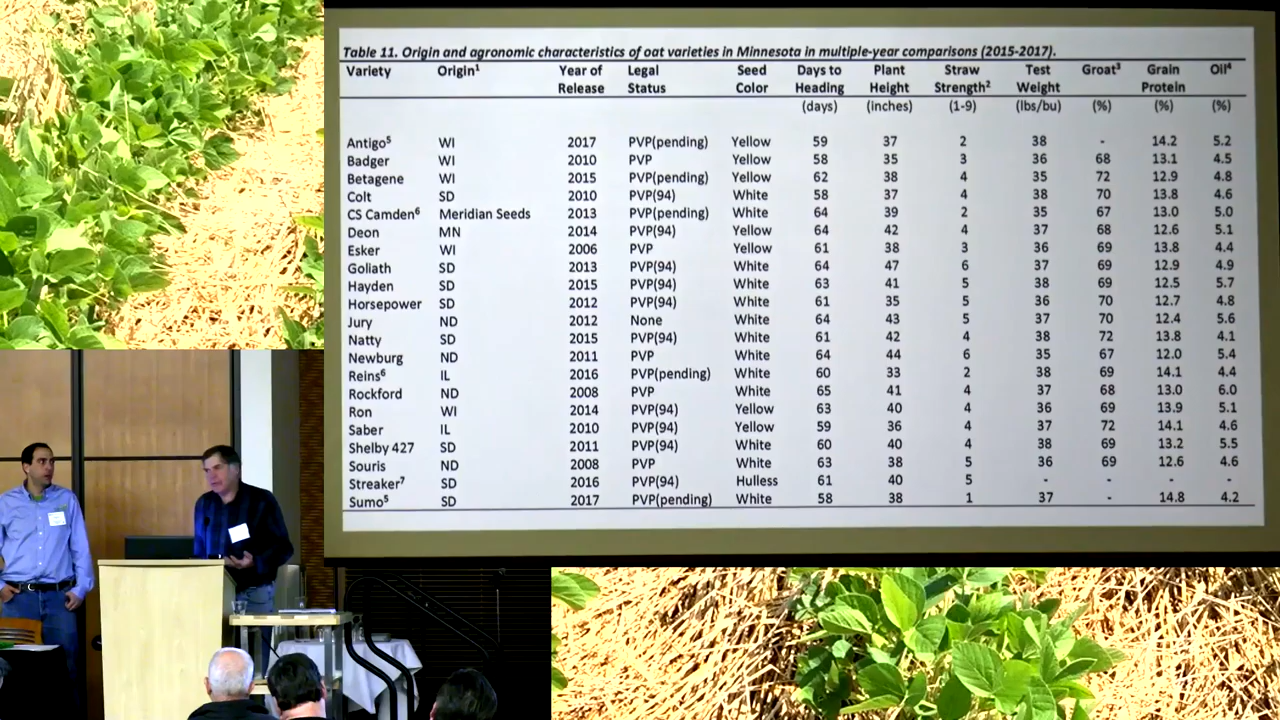 Table 11. Origin and agronomic characteristics of oat varieties in Minnesota in multiple-year comparisons (2015-2017).
Variety Origin¹ Year of Release Legal Status Seed Color Days to Heading Plant Height Straw Strength² Test Weight Groat³ Grain Protein Oil⁴
(days) (inches) (1-9) (lbs/bu) (%) (%) (%)
Antigo⁵ WI 2017 PVP(pending) Yellow 59 37 2 38 - 14.2 5.2
Badger WI 2010 PVP Yellow 58 35 3 36 68 13.1 4.5
Betagene WI 2015 PVP(pending) Yellow 62 38 4 35 72 12.9 4.8
Colt SD 2010 PVP(94) White 58 37 4 38 70 13.8 4.6
CS Camden⁶ Meridian Seeds 2013 PVP(pending) White 64 39 2 35 67 13.0 5.0
Deon MN 2014 PVP(94) Yellow 64 42 4 37 68 12.6 5.1
Esker WI 2006 PVP Yellow 61 38 3 36 69 13.8 4.4
Goliath SD 2013 PVP(94) White 64 47 6 37 69 12.9 4.9
Hayden SD 2015 PVP(94) White 63 41 5 38 69 12.5 5.7
Horsepower SD 2012 PVP(94) White 61 35 5 36 70 12.7 4.8
Jury ND 2012 None White 64 43 5 37 70 12.4 5.6
Natty SD 2015 PVP(94) White 61 42 4 38 72 13.8 4.1
Newburg ND 2011 PVP White 64 44 6 35 67 12.0 5.4
Reins⁶ IL 2016 PVP(pending) White 60 33 2 38 69 14.1 4.4
Rockford ND 2008 PVP White 65 41 4 37 68 13.0 6.0
Ron WI 2014 PVP(94) Yellow 63 40 4 36 69 13.9 5.1
Saber IL 2010 PVP(94) Yellow 59 36 4 37 72 14.1 4.6
Shelby 427 SD 2011 PVP(94) White 60 40 4 38 69 13.2 5.5
Souris ND 2008 PVP White 63 38 5 36 69 12.6 4.6
Streaker⁷ SD 2016 PVP(94) Hulless 61 40 5 - - - -
Sumo⁵ SD 2017 PVP(pending) White 58 38 1 37 - 14.8 4.2